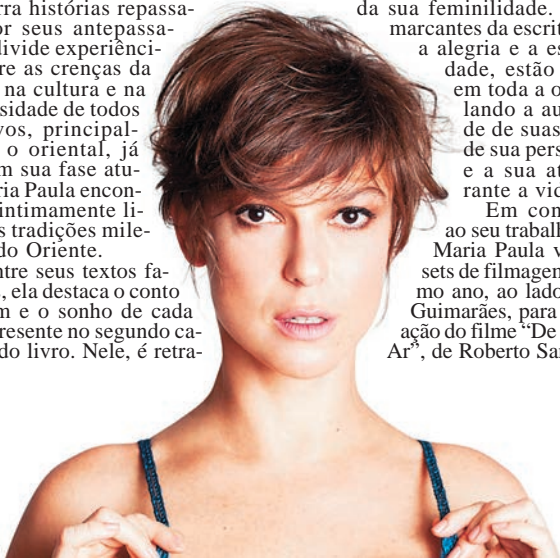 rra histórias repassa-
or seus antepassa-
divide experiênci-
re as crenças da
na cultura e na
sidade de todos
vos, principal-
o oriental, já
m sua fase atu-
ria Paula encon-
intimamente li-
s tradições mile-
do Oriente.
ntre seus textos fa-
, ela destaca o conto
m e o sonho de cada
resente no segundo ca-
do livro. Nele, é retra-
da sua feminilidade.
marcantes da escrit
a alegria e a es
dade, estão
em toda a o
lando a au
de de suas
de sua pers
e a sua at
rante a vid
Em con
ao seu trabalh
Maria Paula v
sets de filmagen
mo ano, ao lado
Guimarães, para
ação do filme “De
Ar”, de Roberto San